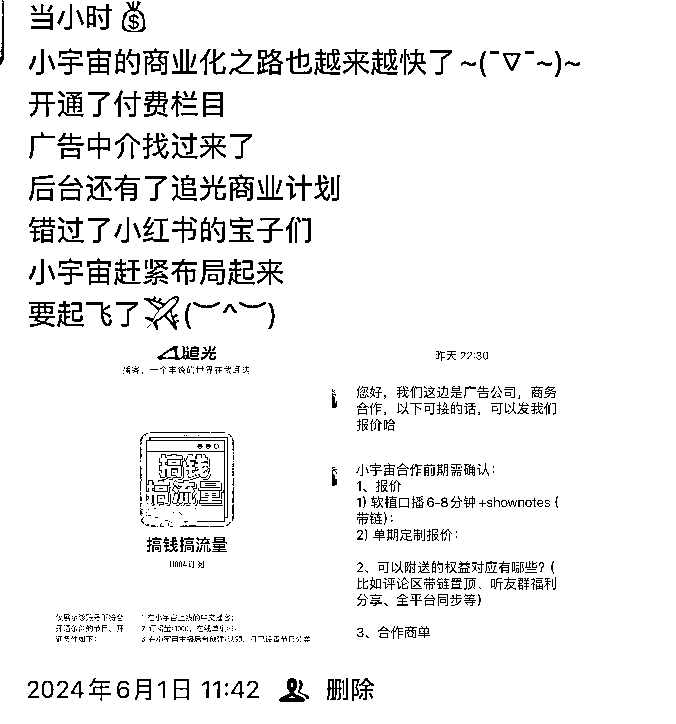 当小时💰
小宇宙的商业化之路也越来越快了~(¯▽¯~)~
开通了付费栏目
广告中介找过来了
后台还有了追光商业计划
错过了小红书的宝子们
小宇宙赶紧布局起来
要起飞了✈️(︶^︶)
追光
昨天 22:30
您好，我们这边是广告公司，商务
合作，以下可接的话，可以发我们
报价哈
搞钱
搞流量
搞钱搞流量
小宇宙合作前期需确认：
1、报价
1) 软植口播6-8分钟+shownotes（
带链）：
2) 单期定制报价：
2、可以附送的权益对应有哪些？（
比如评论区带链置顶、听友群福利
分享、全平台同步等）
3、合作商单
2024年6月1日 11:42 删除